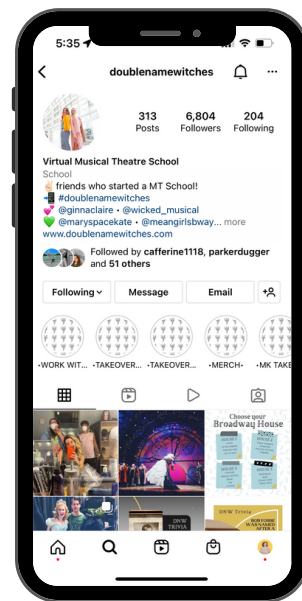 5:35
doublenamewitches
313 6,804 204
Posts Followers Following
Virtual Musical Theatre School
School
friends who started a MT School!
#doublenamewitches
@ginnaclaire • @wicked_musical
@maryspacekate • @meangirlsbway... more
www.doublenamewitches.com
Followed by cafferine1118, parkerdugger
and 51 others
Following Message Email
•WORK WIT... •TAKEOVER... •TAKEOVER... •MERCH• •MK TAKE
Choose your
Broadway House
DNW
TRIVIA
DNW Trivia